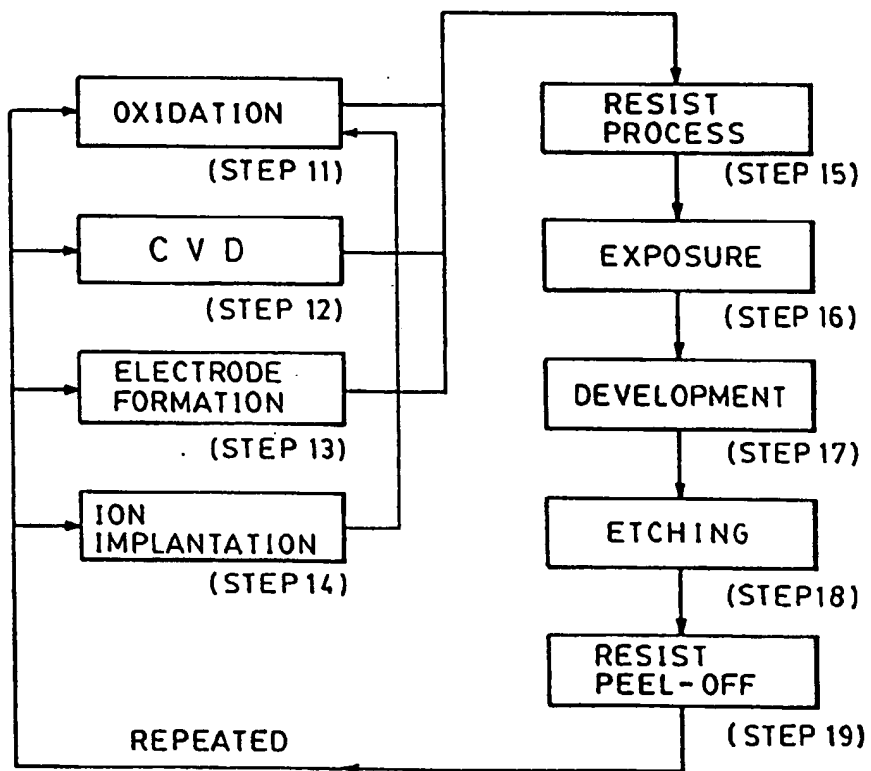 OXIDATION
(STEP 11)
C V D
(STEP 12)
ELECTRODE
FORMATION
(STEP 13)
ION
IMPLANTATION
(STEP 14)
RESIST
PROCESS
(STEP 15)
EXPOSURE
(STEP 16)
DEVELOPMENT
(STEP 17)
ETCHING
(STEP18)
RESIST
PEEL-OFF
(STEP 19)
REPEATED